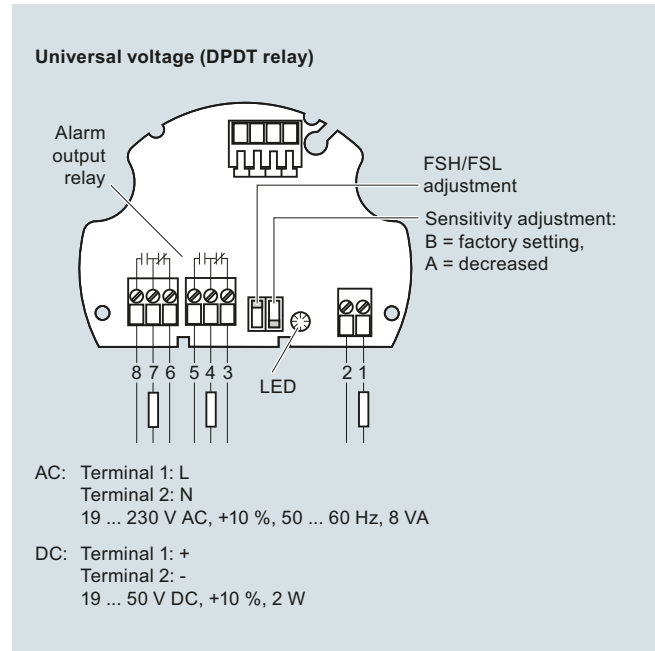 Universal voltage (DPDT relay)
Alarm
output
relay
FSH/FSL
adjustment
Sensitivity adjustment:
B = factory setting,
A = decreased
8 7 6 5 4 3
2 1
LED
AC: Terminal 1: L
Terminal 2: N
19 ... 230 V AC, +10 %, 50 ... 60 Hz, 8 VA
DC: Terminal 1: +
Terminal 2: -
19 ... 50 V DC, +10 %, 2 W